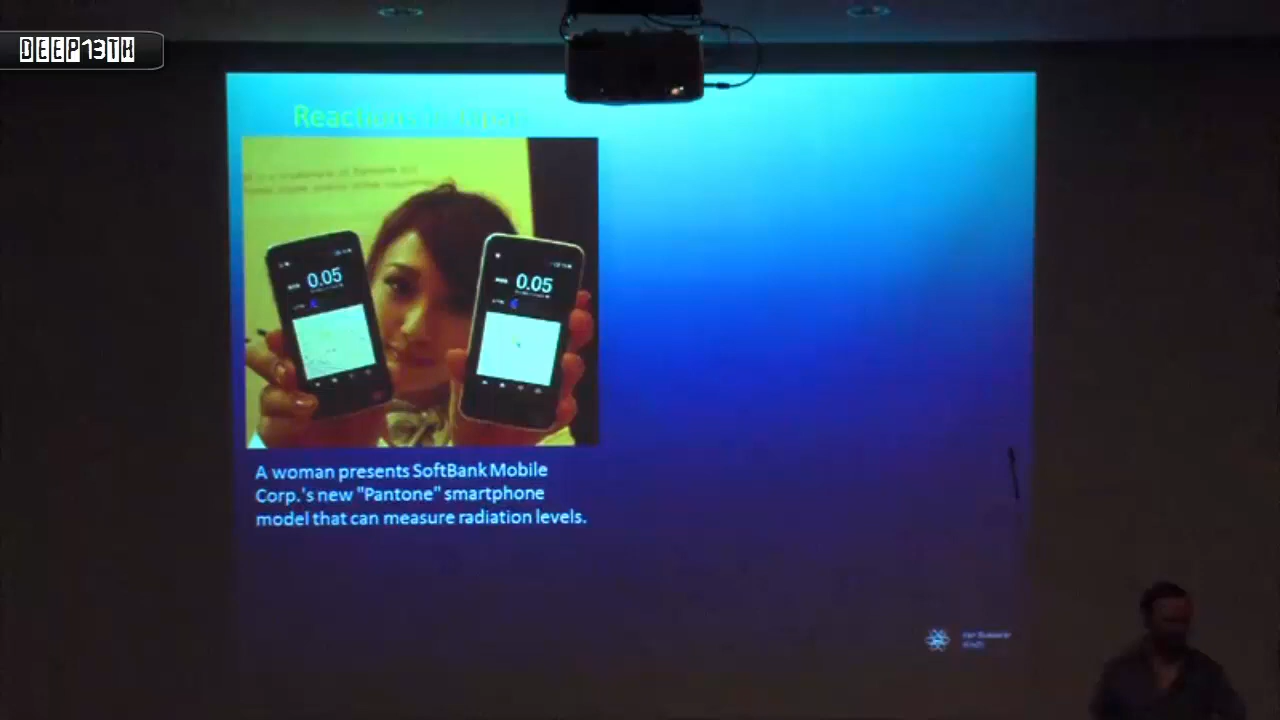 DEEP13TH
Reactions
0.05
0.05
A woman presents SoftBank Mobile
Corp.'s new "Pantone" smartphone
model that can measure radiation levels.